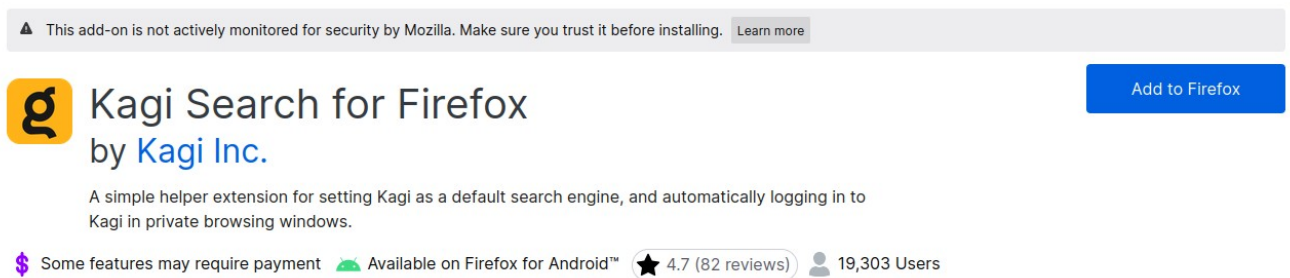 This add-on is not actively monitored for security by Mozilla. Make sure you trust it before installing. Learn more
Add to Firefox
g
Kagi Search for Firefox
by Kagi Inc.
A simple helper extension for setting Kagi as a default search engine, and automatically logging in to
Kagi in private browsing windows.
$ Some features may require payment Available on Firefox for Android™ 4.7 (82 reviews) 19,303 Users